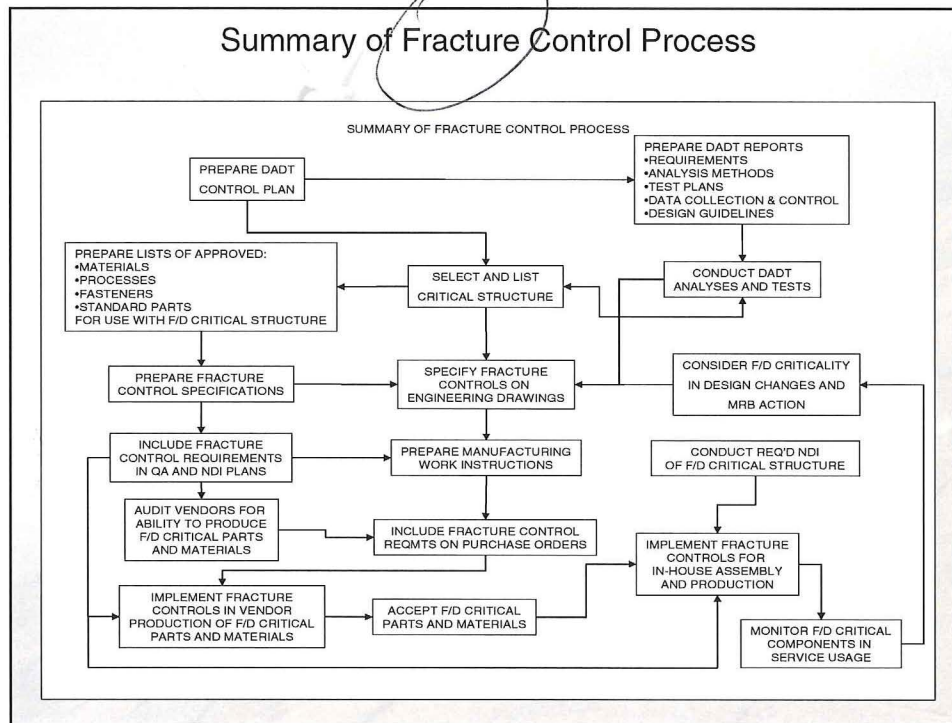 Summary of Fracture Control Process
SUMMARY OF FRACTURE CONTROL PROCESS
PREPARE DADT
CONTROL PLAN
PREPARE DADT REPORTS
•REQUIREMENTS
•ANALYSIS METHODS
•TEST PLANS
•DATA COLLECTION & CONTROL
•DESIGN GUIDELINES
PREPARE LISTS OF APPROVED:
•MATERIALS
•PROCESSES
•FASTENERS
•STANDARD PARTS
FOR USE WITH F/D CRITICAL STRUCTURE
SELECT AND LIST
CRITICAL STRUCTURE
CONDUCT DADT
ANALYSES AND TESTS
PREPARE FRACTURE
CONTROL SPECIFICATIONS
SPECIFY FRACTURE
CONTROLS ON
ENGINEERING DRAWINGS
CONSIDER F/D CRITICALITY
IN DESIGN CHANGES AND
MRB ACTION
INCLUDE FRACTURE
CONTROL REQUIREMENTS
IN QA AND NDI PLANS
PREPARE MANUFACTURING
WORK INSTRUCTIONS
CONDUCT REQ'D NDI
OF F/D CRITICAL STRUCTURE
AUDIT VENDORS FOR
ABILITY TO PRODUCE
F/D CRITICAL PARTS
AND MATERIALS
INCLUDE FRACTURE CONTROL
REQMTS ON PURCHASE ORDERS
IMPLEMENT FRACTURE
CONTROLS FOR
IN-HOUSE ASSEMBLY
AND PRODUCTION
IMPLEMENT FRACTURE
CONTROLS IN VENDOR
PRODUCTION OF F/D CRITICAL
PARTS AND MATERIALS
ACCEPT F/D CRITICAL
PARTS AND MATERIALS
MONITOR F/D CRITICAL
COMPONENTS IN
SERVICE USAGE